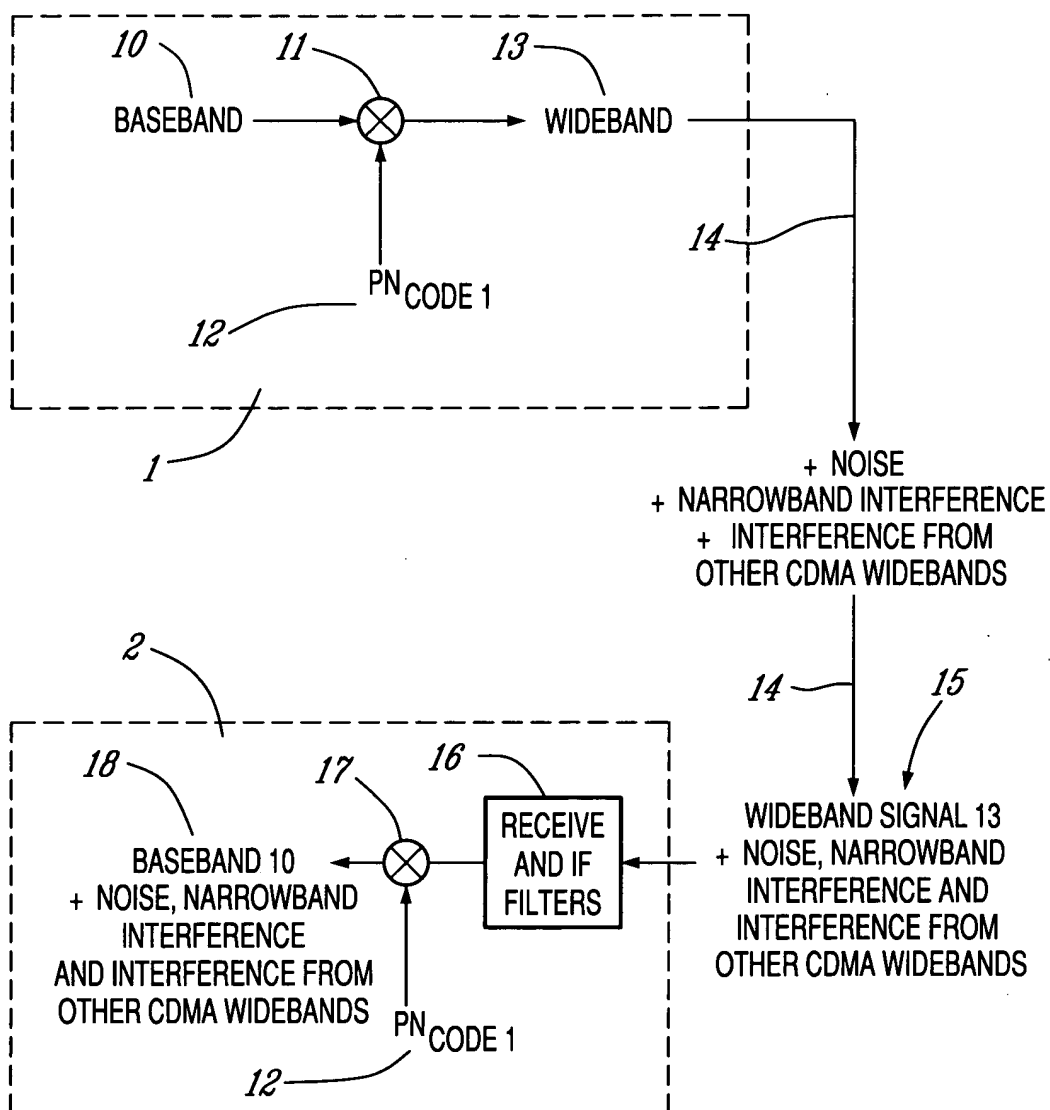 10
11
13
BASEBAND
WIDEBAND
14
PN CODE 1
12
1
+ NOISE
+ NARROWBAND INTERFERENCE
+ INTERFERENCE FROM
OTHER CDMA WIDEBANDS
2
14
15
18
17
16
RECEIVE
AND IF
FILTERS
WIDEBAND SIGNAL 13
+ NOISE, NARROWBAND
INTERFERENCE AND
INTERFERENCE FROM
OTHER CDMA WIDEBANDS
BASEBAND 10
+ NOISE, NARROWBAND
INTERFERENCE
AND INTERFERENCE FROM
OTHER CDMA WIDEBANDS
PN CODE 1
12